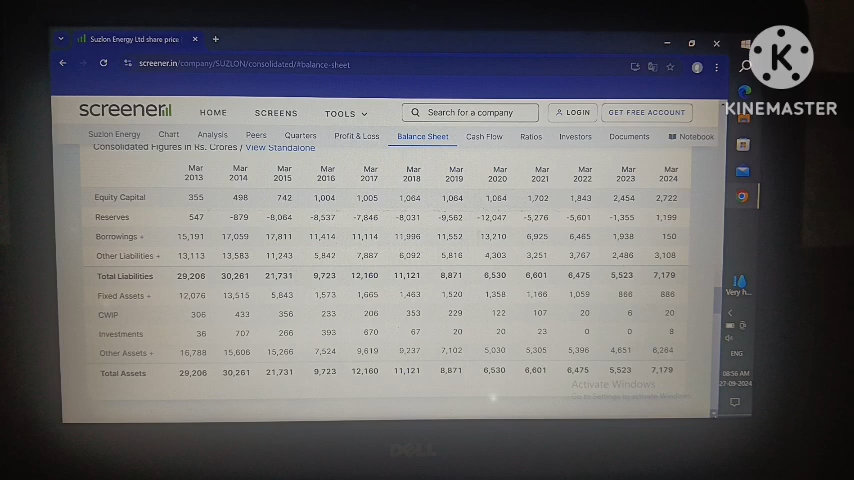 Suzlon Energy Ltd share price
screener.in/company/SUZLON/consolidated/#balance-sheet
K
KINEMASTER
screener
HOME SCREENS TOOLS
Search for a company
LOGIN
GET FREE ACCOUNT
Suzlon Energy Chart Analysis Peers Quarters Profit & Loss Balance Sheet Cash Flow Ratios Investors Documents Notebook
Consolidated Figures in Rs. Crores / View Standalone
Mar 2013 Mar 2014 Mar 2015 Mar 2016 Mar 2017 Mar 2018 Mar 2019 Mar 2020 Mar 2021 Mar 2022 Mar 2023 Mar 2024
Equity Capital 355 498 742 1,004 1,005 1,064 1,064 1,064 1,702 1,843 2,454 2,722
Reserves 547 -879 -8,064 -8,537 -7,846 -8,031 -9,562 -12,047 -5,276 -5,601 -1,355 1,199
Borrowings + 15,191 17,059 17,811 11,414 11,114 11,996 11,552 13,210 6,925 6,465 1,938 150
Other Liabilities + 13,113 13,583 11,243 5,842 7,887 6,092 5,816 4,303 3,251 3,767 2,486 3,108
Total Liabilities 29,206 30,261 21,731 9,723 12,160 11,121 8,871 6,530 6,601 6,475 5,523 7,179
Fixed Assets + 12,076 13,515 5,843 1,573 1,665 1,463 1,520 1,358 1,166 1,059 866 886
CWIP 306 433 356 233 206 353 229 122 107 20 6 20
Investments 36 707 266 393 670 67 20 20 23 0 0 8
Other Assets + 16,788 15,606 15,266 7,524 9,619 9,237 7,102 5,030 5,305 5,396 4,651 6,264
Total Assets 29,206 30,261 21,731 9,723 12,160 11,121 8,871 6,530 6,601 6,475 5,523 7,179
Activate Windows
Go to Settings to activate Windows.
Very h...
ENG
08:56 AM
27-09-2024
DELL